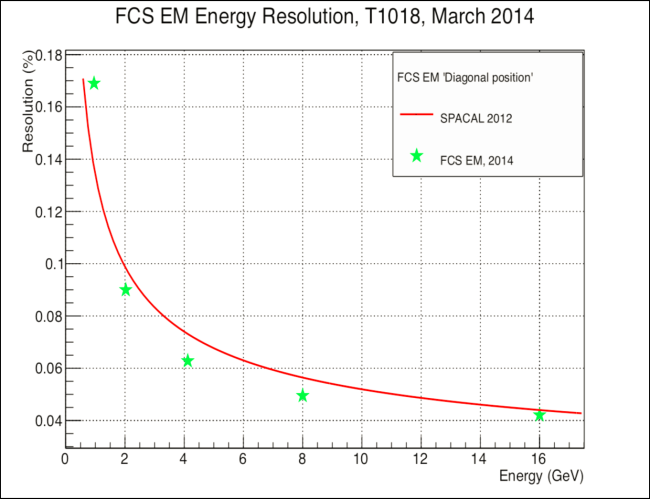 FCS EM Energy Resolution, T1018, March 2014
Resolution (%)
0.18
0.16
0.14
0.12
0.1
0.08
0.06
0.04
FCS EM 'Diagonal position'
SPACAL 2012
FCS EM, 2014
0 2 4 6 8 10 12 14 16
Energy (GeV)